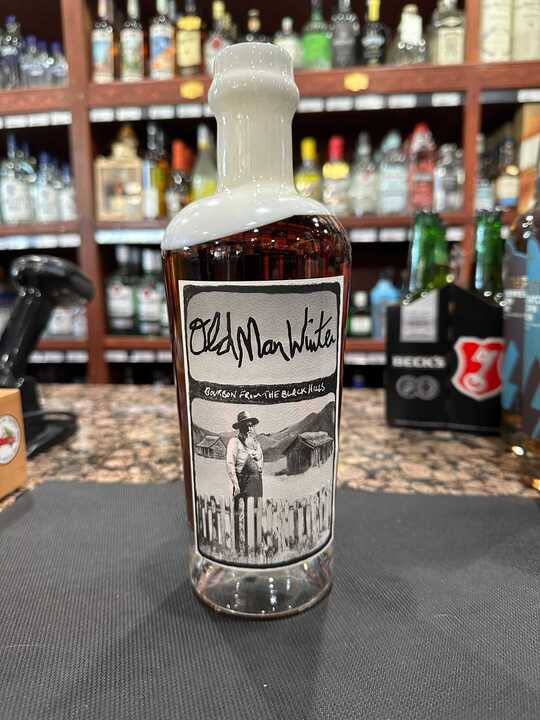 Old Man Winter
BOURBON FROM THE BLACK HILLS
BECK'S